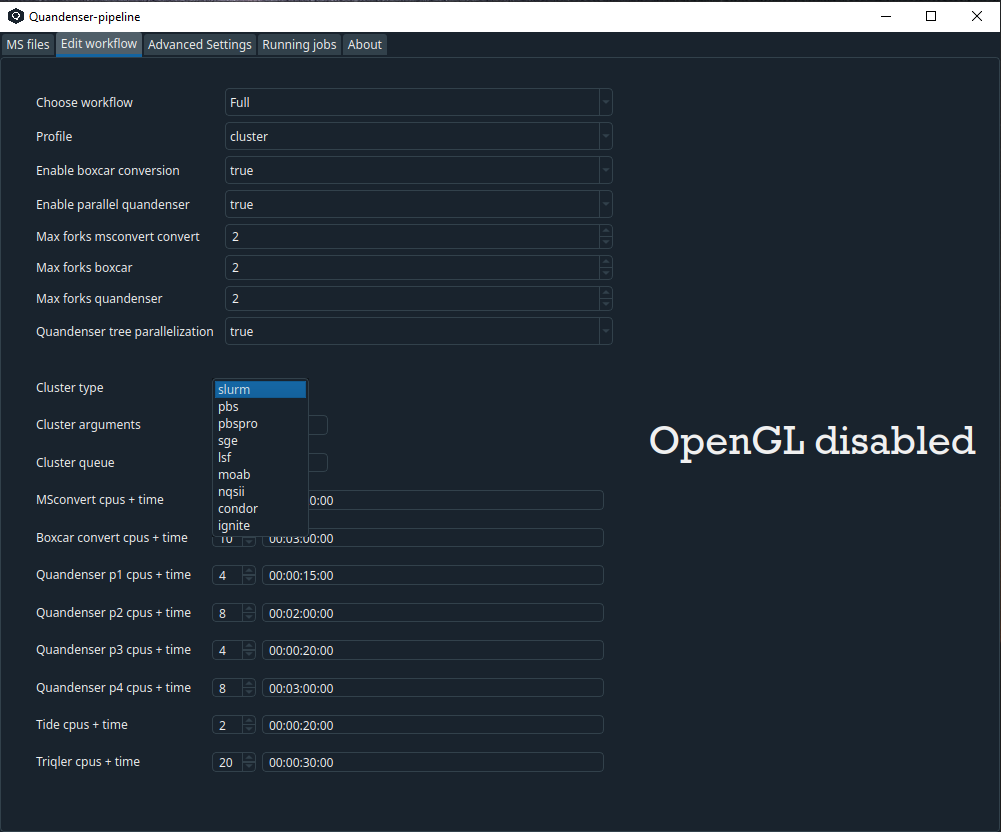 Quandenser-pipeline
MS files Edit workflow Advanced Settings Running jobs About
Choose workflow Full
Profile cluster
Enable boxcar conversion true
Enable parallel quandenser true
Max forks msconvert convert 2
Max forks boxcar 2
Max forks quandenser 2
Quandenser tree parallelization true
Cluster type slurm
pbs
Cluster arguments pbspro
sge
Cluster queue lsf
moab
MSconvert cpus + time nqsii 0:00
condor
ignite
Boxcar convert cpus + time 10 00:03:00:00
Quandenser p1 cpus + time 4 00:00:15:00
Quandenser p2 cpus + time 8 00:02:00:00
Quandenser p3 cpus + time 4 00:00:20:00
Quandenser p4 cpus + time 8 00:03:00:00
Tide cpus + time 2 00:00:20:00
Triqler cpus + time 20 00:00:30:00
OpenGL disabled